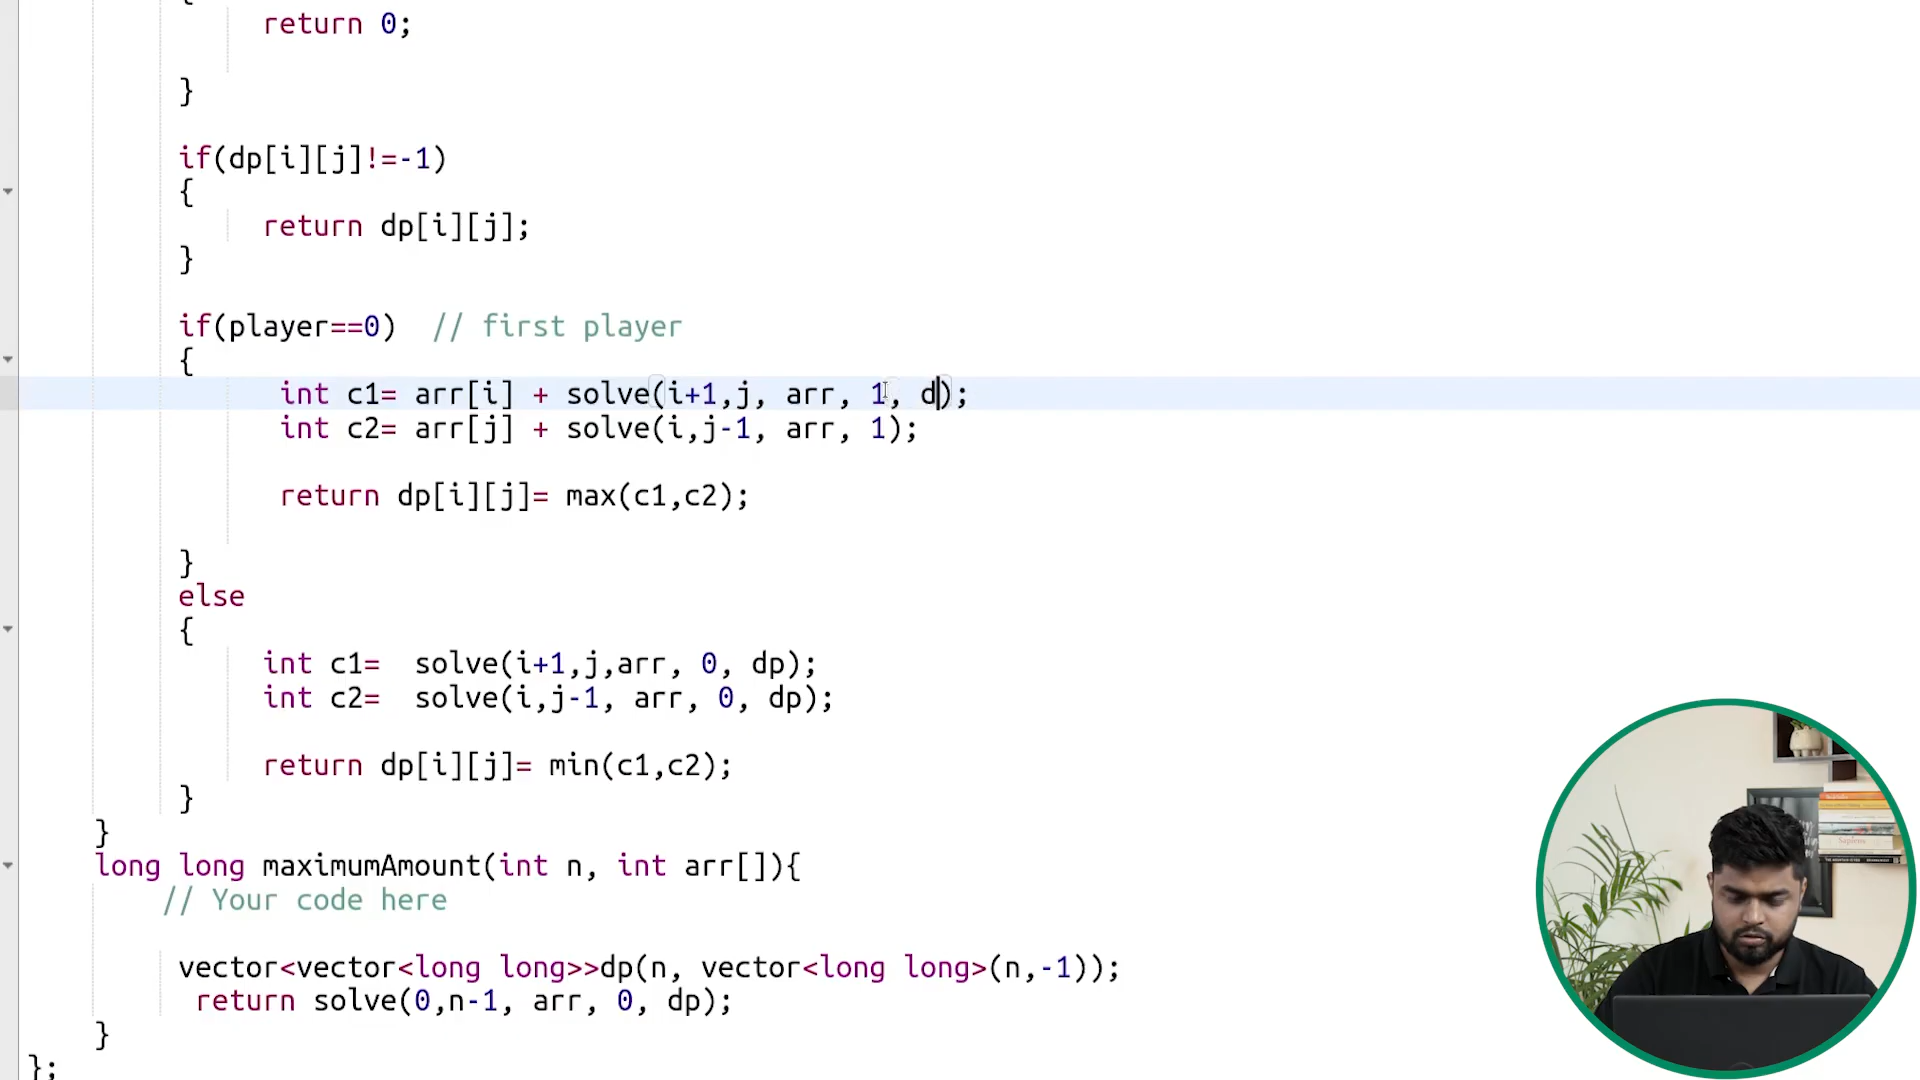 {
return 0;
}
if(dp[i][j]!=-1)
{
return dp[i][j];
}
if(player==0)  // first player
{
int c1= arr[i] + solve(i+1,j, arr, 1, d);
int c2= arr[j] + solve(i,j-1, arr, 1);
return dp[i][j]= max(c1,c2);
}
else
{
int c1=  solve(i+1,j,arr, 0, dp);
int c2=  solve(i,j-1, arr, 0, dp);
return dp[i][j]= min(c1,c2);
}
}
long long maximumAmount(int n, int arr[]){
// Your code here
vector<vector<long long>>dp(n, vector<long long>(n,-1));
return solve(0,n-1, arr, 0, dp);
}
};
Sapiens